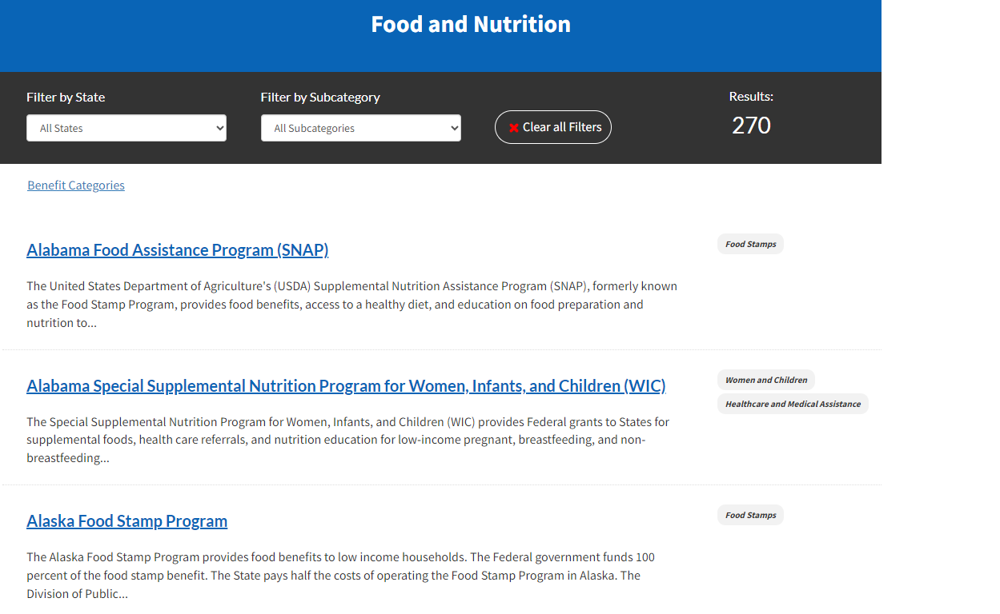 Food and Nutrition
Filter by State
Filter by Subcategory
Results:
All States
All Subcategories
Clear all Filters
270
Benefit Categories
Alabama Food Assistance Program (SNAP)
Food Stamps
The United States Department of Agriculture's (USDA) Supplemental Nutrition Assistance Program (SNAP), formerly known
as the Food Stamp Program, provides food benefits, access to a healthy diet, and education on food preparation and
nutrition to...
Alabama Special Supplemental Nutrition Program for Women, Infants, and Children (WIC)
Women and Children
Healthcare and Medical Assistance
The Special Supplemental Nutrition Program for Women, Infants, and Children (WIC) provides Federal grants to States for
supplemental foods, health care referrals, and nutrition education for low-income pregnant, breastfeeding, and non-
breastfeeding...
Alaska Food Stamp Program
Food Stamps
The Alaska Food Stamp Program provides food benefits to low income households. The Federal government funds 100
percent of the food stamp benefit. The State pays half the costs of operating the Food Stamp Program in Alaska. The
Division of Public...